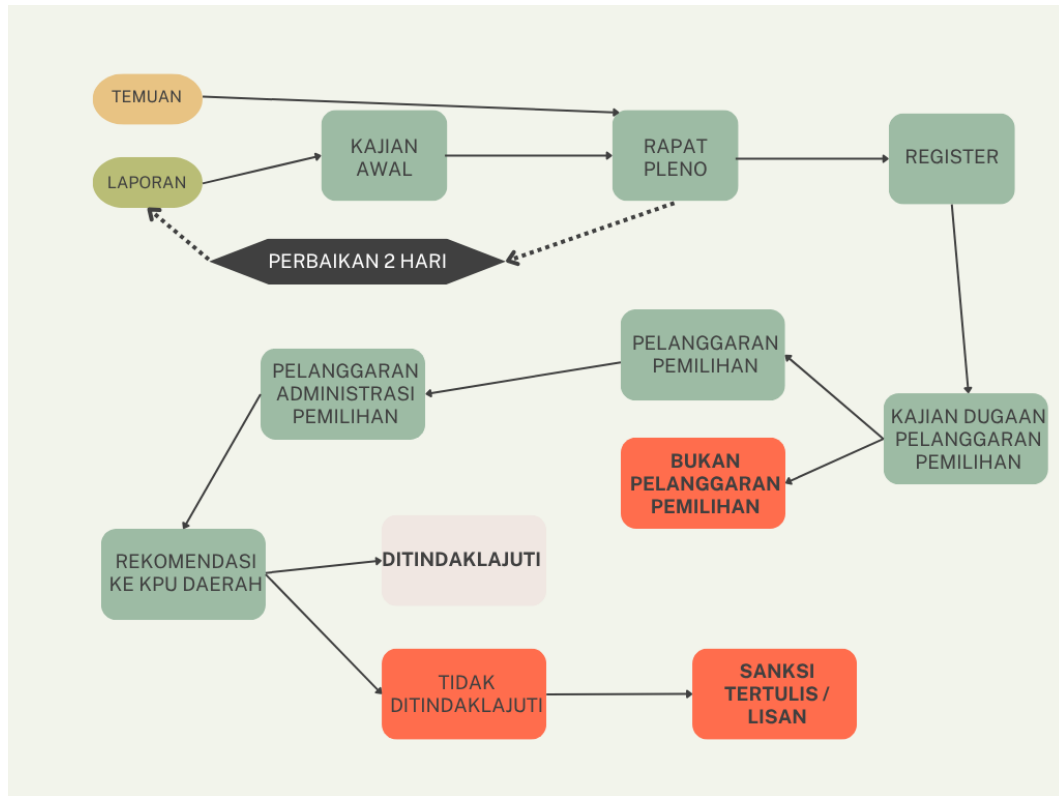 TEMUAN
LAPORAN
KAJIAN
AWAL
RAPAT
PLENO
REGISTER
PERBAIKAN 2 HARI
PELANGGARAN
PEMILIHAN
PELANGGARAN
ADMINISTRASI
PEMILIHAN
KAJIAN DUGAAN
PELANGGARAN
PEMILIHAN
BUKAN
PELANGGARAN
PEMILIHAN
REKOMENDASI
KE KPU DAERAH
DITINDAKLAJUTI
TIDAK
DITINDAKLAJUTI
SANKSI
TERTULIS /
LISAN